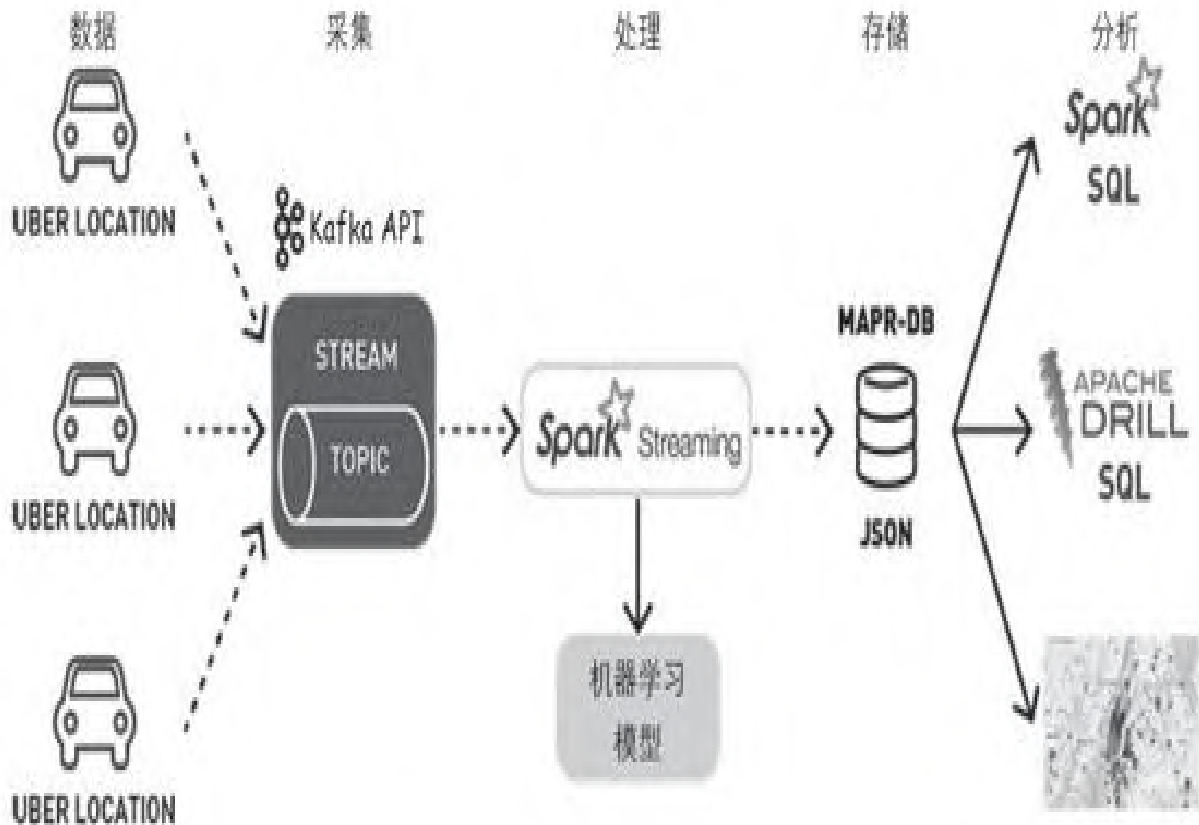 数据 采集 处理 存储 分析
UBER LOCATION
UBER LOCATION
UBER LOCATION
Kafka API
STREAM
TOPIC
Spark Streaming
机器学习
模型
MAPR-DB
JSON
Spark
SQL
APACHE
DRILL
SQL